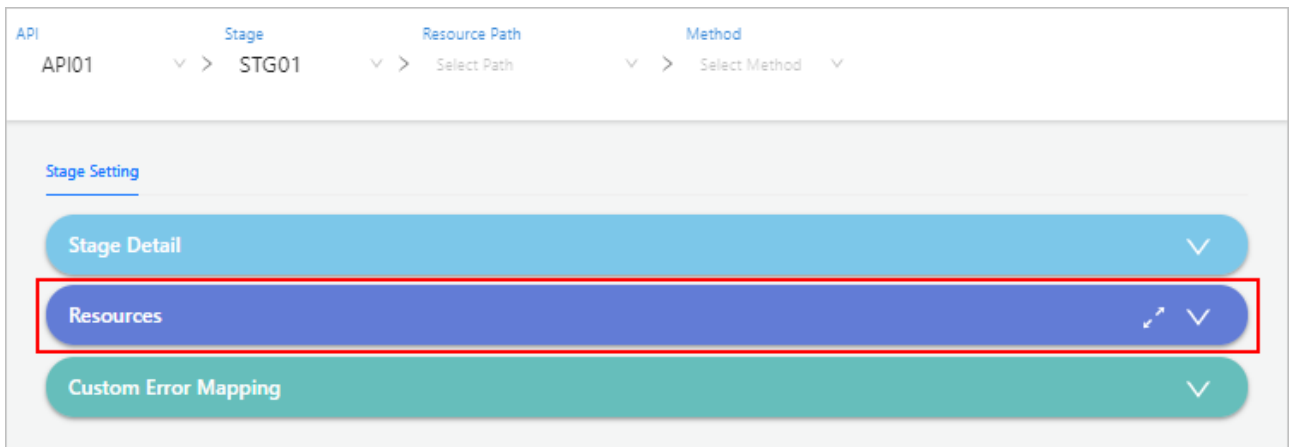 API Stage Resource Path Method
API01 > STG01 > Select Path > Select Method
Stage Setting
Stage Detail
Resources
Custom Error Mapping